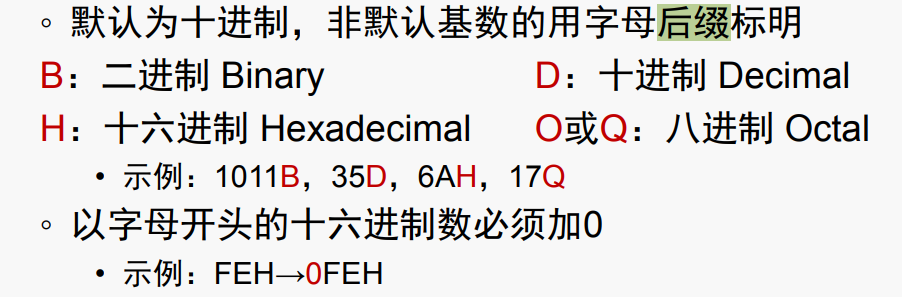 ◦ 默认为十进制，非默认基数的用字母后缀标明
B：二进制 Binary D：十进制 Decimal
H：十六进制 Hexadecimal O或Q：八进制 Octal
• 示例：1011B，35D，6AH，17Q
◦ 以字母开头的十六进制数必须加0
• 示例：FEH→0FEH